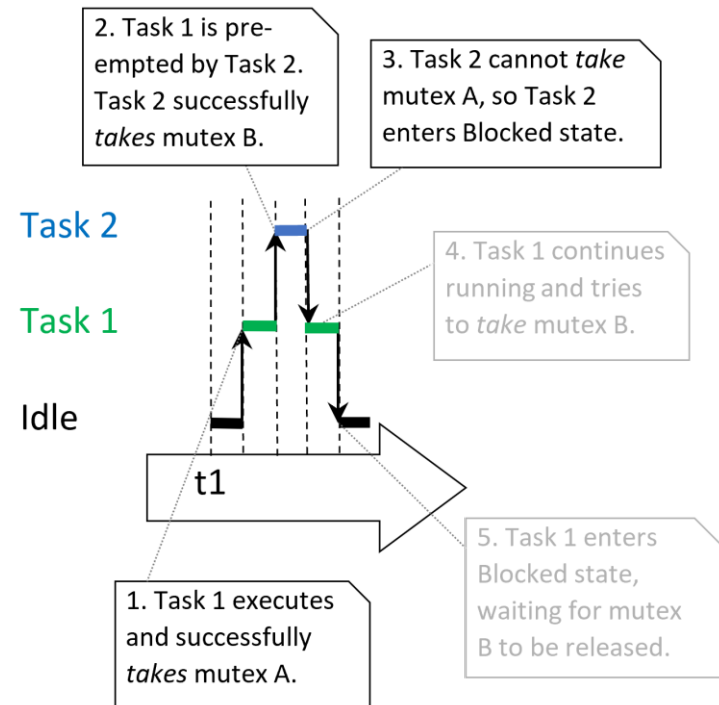 2. Task 1 is pre-
empted by Task 2.
Task 2 successfully
takes mutex B.
3. Task 2 cannot take
mutex A, so Task 2
enters Blocked state.
Task 2
4. Task 1 continues
running and tries
to take mutex B.
Task 1
Idle
t1
5. Task 1 enters
Blocked state,
waiting for mutex
B to be released.
1. Task 1 executes
and successfully
takes mutex A.